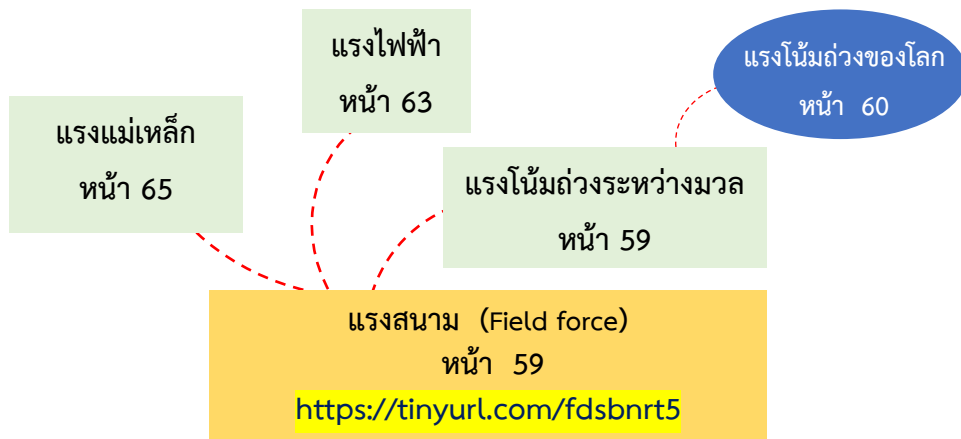 แรงไฟฟ้า
หน้า 63
แรงโน้มถ่วงของโลก
หน้า 60
แรงแม่เหล็ก
หน้า 65
แรงโน้มถ่วงระหว่างมวล
หน้า 59
แรงสนาม (Field force)
หน้า 59
https://tinyurl.com/fdsbnrt5